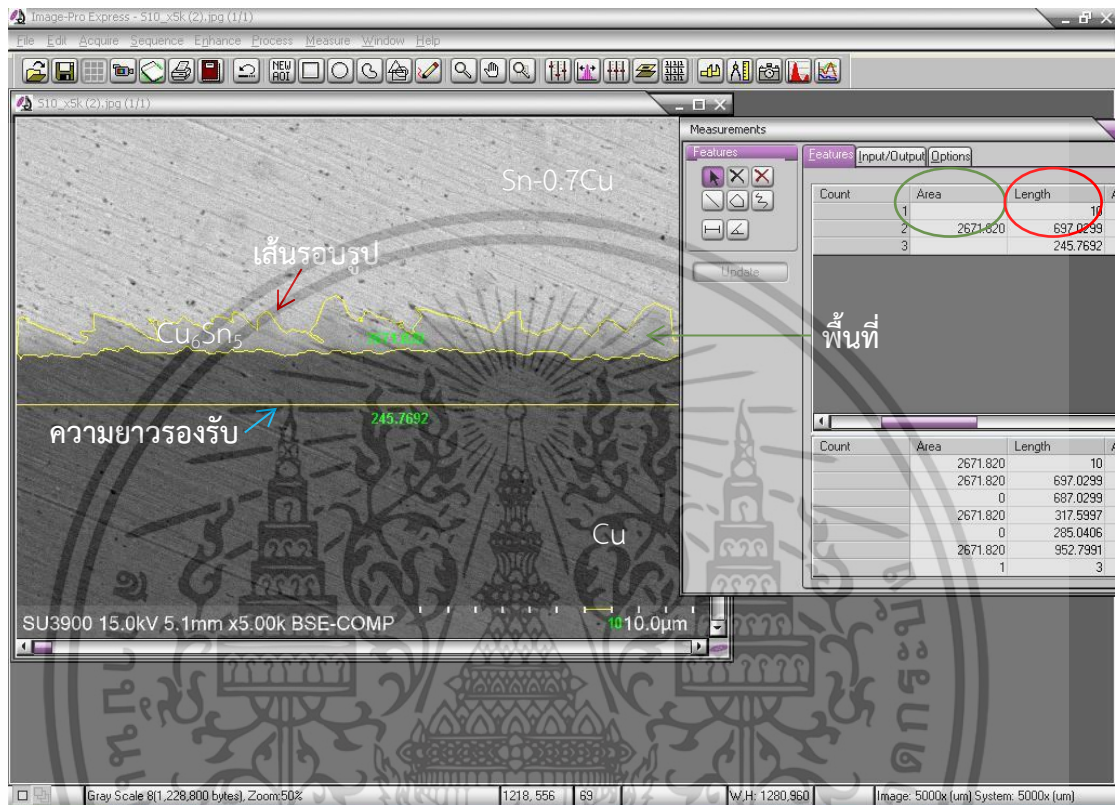 Image-Pro Express - S10_x5k (2).jpg (1/1)
File Edit Acquire Sequence Enhance Process Measure Window Help
NEW AOI
S10_x5k (2).jpg (1/1)
Sn-0.7Cu
เส้นรอบรูป
Cu₆Sn₅
245.7692
ความยาวรองรับ
Cu
SU3900 15.0kV 5.1mm x5.00k BSE-COMP
10 10.0µm
Measurements
Features
Update
Features Input/Output Options
Count Area Length A
1 10
2 2671.820 697.0299
3 245.7692
พื้นที่
Count Area Length A
2671.820 10
2671.820 697.0299
0 687.0299
2671.820 317.5997
0 285.0406
2671.820 952.7991
1 3
Gray Scale 8(1,228,800 bytes), Zoom:50% 1218, 556 69 W,H: 1280,960 Image: 5000x (um) System: 5000x (um)